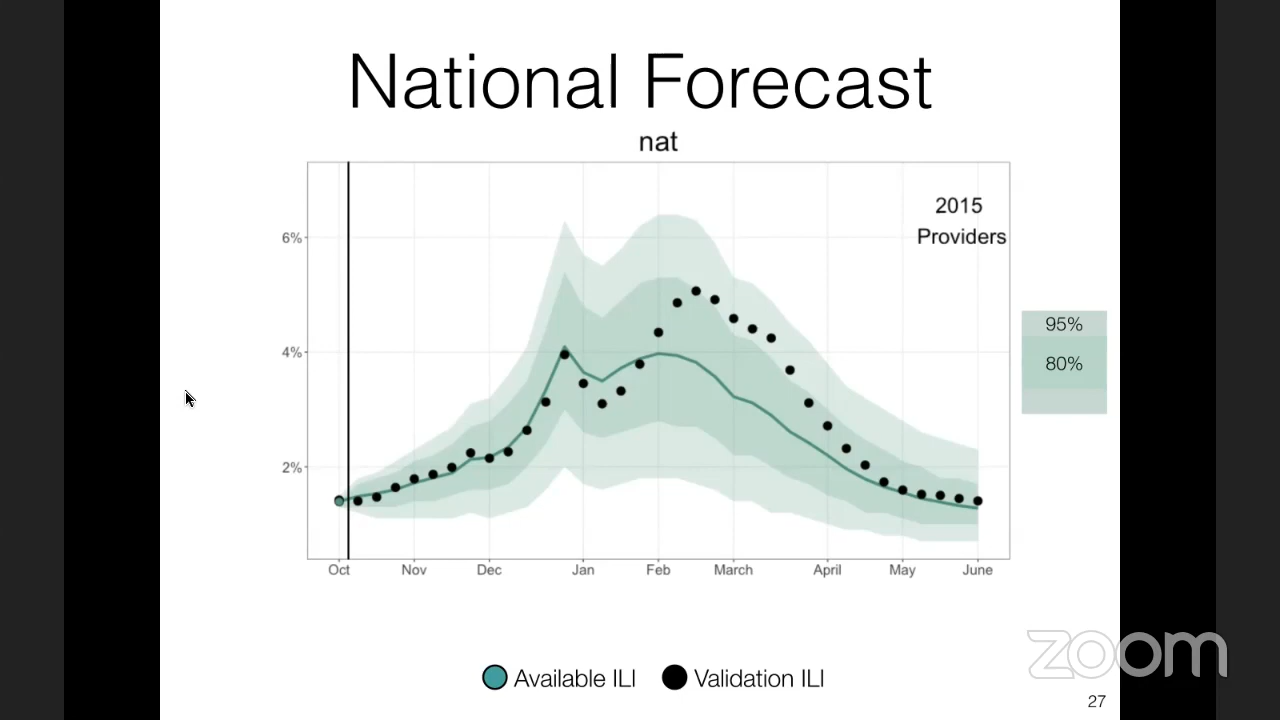 National Forecast
nat
2015
Providers
6%
4%
2%
95%
80%
Oct Nov Dec Jan Feb March April May June
Available ILI Validation ILI
zoom
27